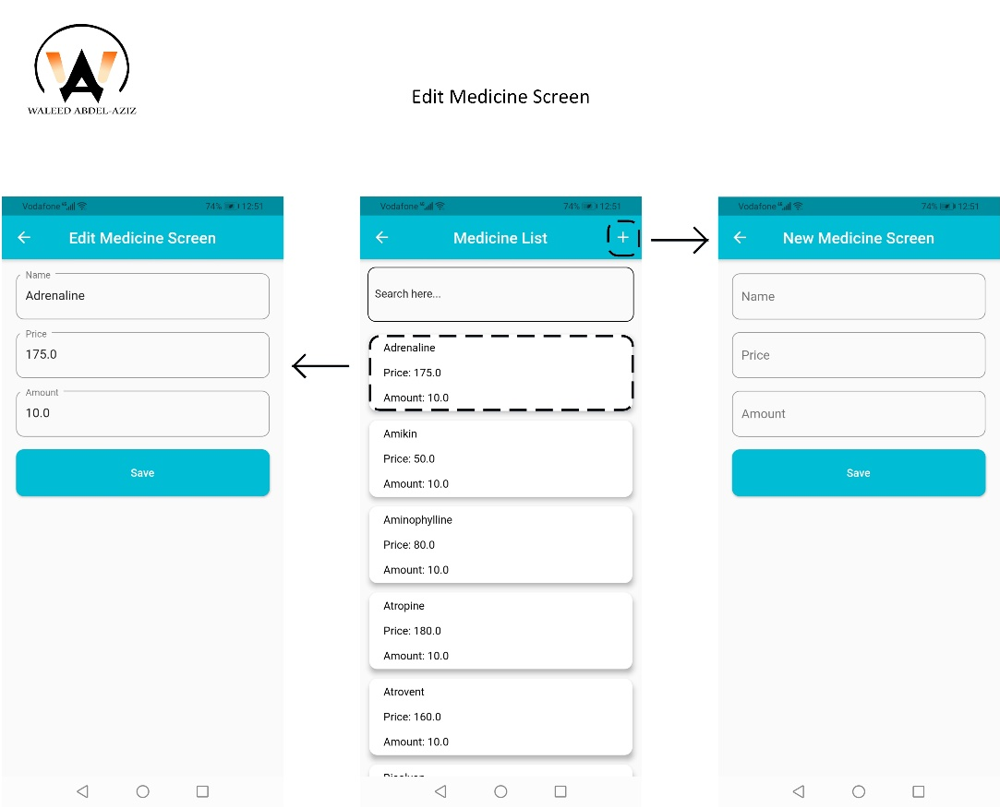 WALEED ABDEL-AZIZ
Edit Medicine Screen
Vodafone 74% 12:51
Edit Medicine Screen
Name
Adrenaline
Price
175.0
Amount
10.0
Save
Vodafone 74% 12:51
Medicine List +
Search here...
Adrenaline
Price: 175.0
Amount: 10.0
Amikin
Price: 50.0
Amount: 10.0
Aminophylline
Price: 80.0
Amount: 10.0
Atropine
Price: 180.0
Amount: 10.0
Atrovent
Price: 160.0
Amount: 10.0
Vodafone 74% 12:51
New Medicine Screen
Name
Price
Amount
Save